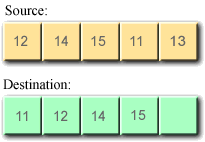 Source:
12 14 15 11 13
Destination:
11 12 14 15